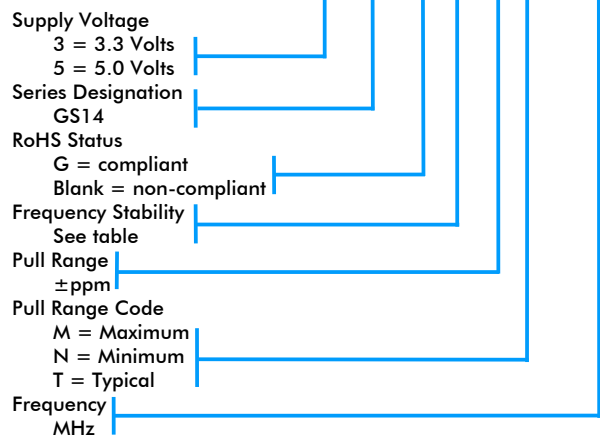 Supply Voltage
3 = 3.3 Volts
5 = 5.0 Volts
Series Designation
GS14
RoHS Status
G = compliant
Blank = non-compliant
Frequency Stability
See table
Pull Range
±ppm
Pull Range Code
M = Maximum
N = Minimum
T = Typical
Frequency
MHz